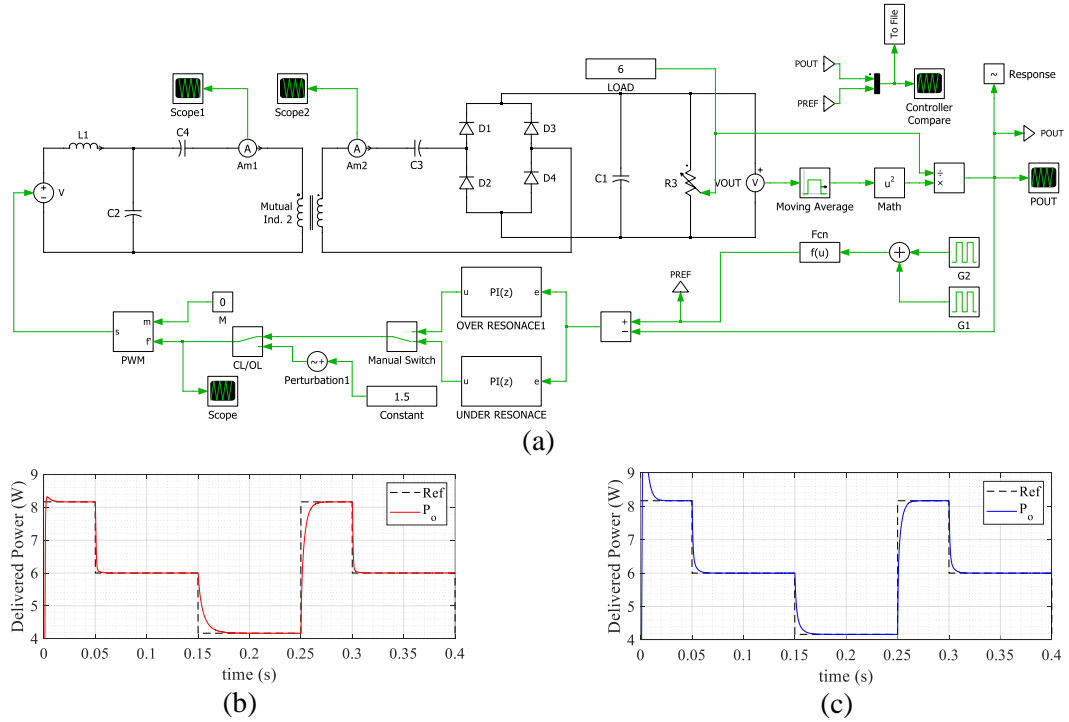 (a)
To File
POUT
PREF
Controller
Compare
~ Response
POUT
6
LOAD
Scope1
Scope2
L1
C4
A
Am1
A
Am2
C3
D1
D3
D2
D4
C1
R3
VOUT
V
V
C2
Mutual
Ind. 2
Moving Average
u²
Math
÷
×
POUT
Fcn
f(u)
G2
G1
PREF
u PI(z) e
OVER RESONACE1
0
M
m
s
f'
PWM
CL/OL
Manual Switch
Perturbation1
u PI(z) e
UNDER RESONACE
1.5
Constant
Scope
(a)
9
8
7
6
5
4
Delivered Power (W)
Ref
Po
0 0.05 0.1 0.15 0.2 0.25 0.3 0.35 0.4
time (s)
(b)
9
8
7
6
5
4
Delivered Power (W)
Ref
Po
0 0.05 0.1 0.15 0.2 0.25 0.3 0.35 0.4
time (s)
(c)